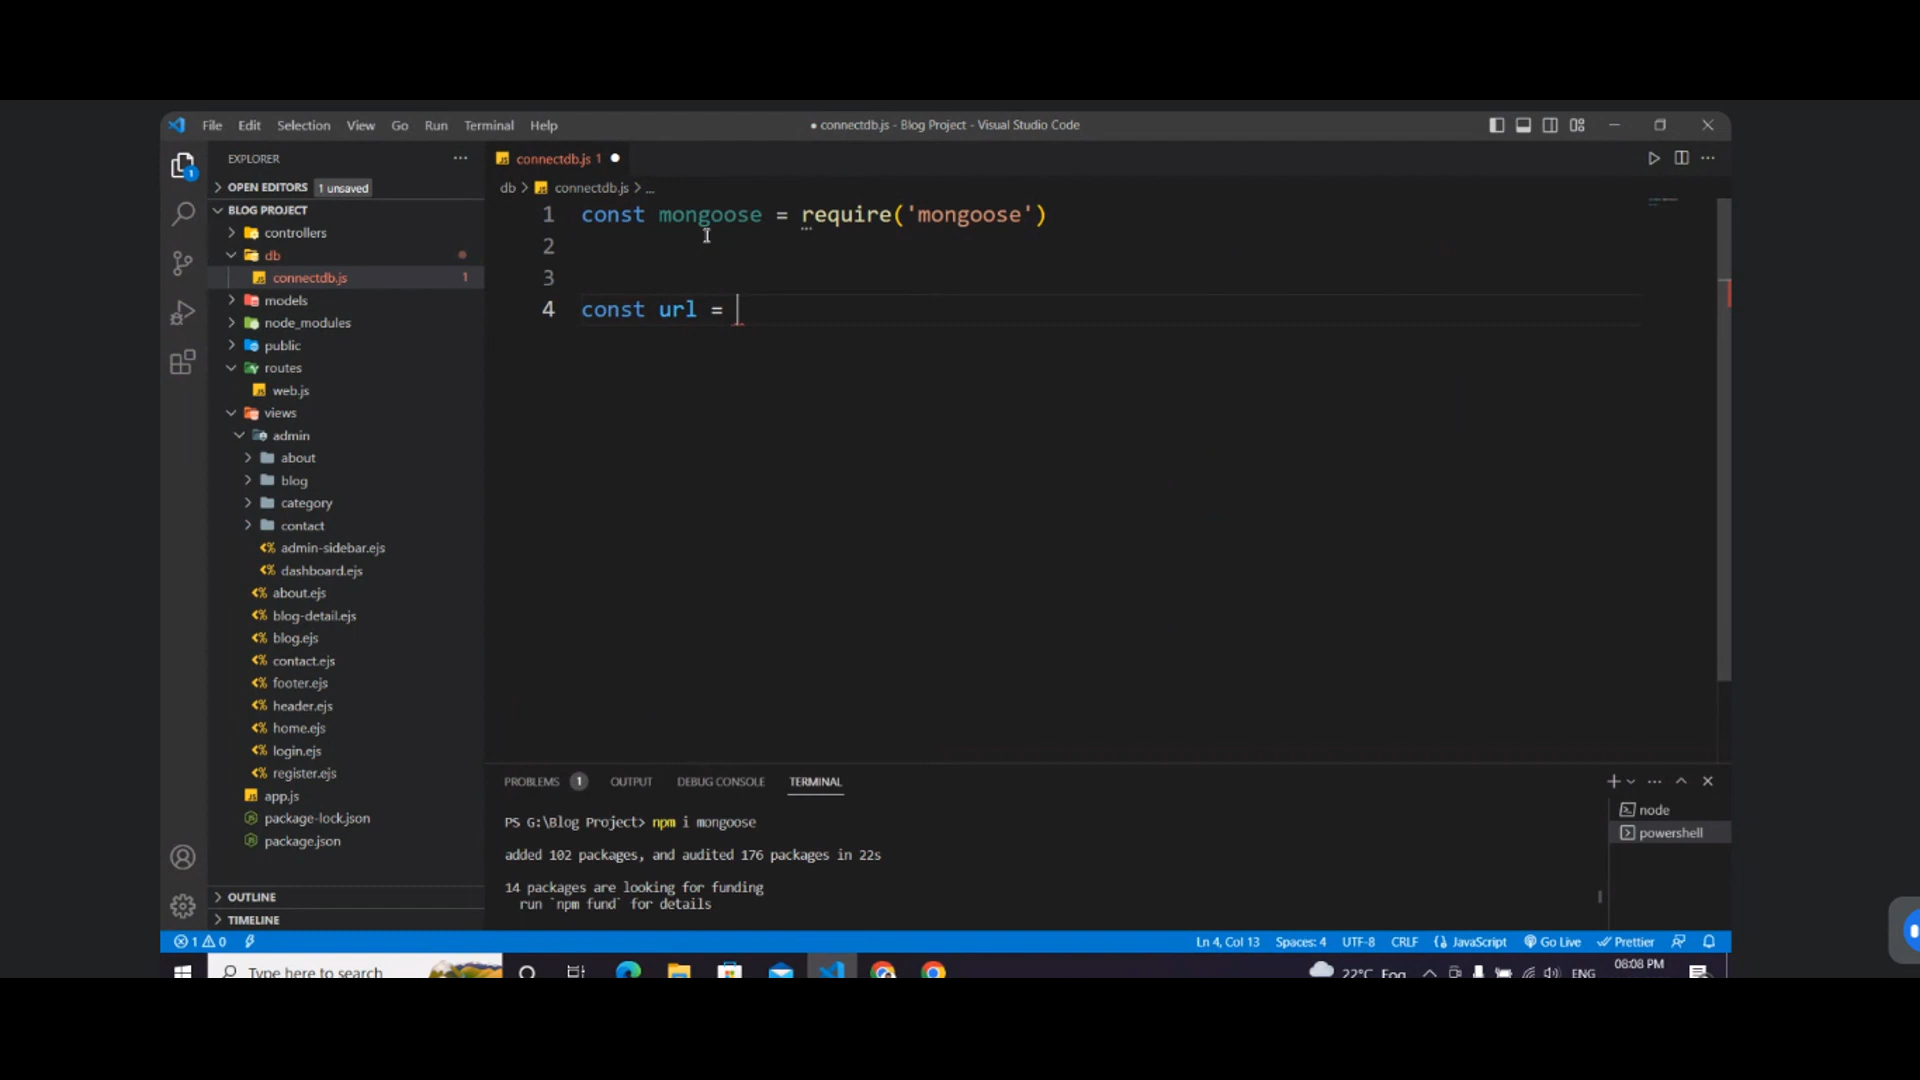 File Edit Selection View Go Run Terminal Help
● connectdb.js - Blog Project - Visual Studio Code
EXPLORER
OPEN EDITORS 1 unsaved
BLOG PROJECT
controllers
db
connectdb.js 1
models
node_modules
public
routes
web.js
views
admin
about
blog
category
contact
admin-sidebar.ejs
dashboard.ejs
about.ejs
blog-detail.ejs
blog.ejs
contact.ejs
footer.ejs
header.ejs
home.ejs
login.ejs
register.ejs
app.js
package-lock.json
package.json
OUTLINE
TIMELINE
connectdb.js 1
db > connectdb.js > ...
1 const mongoose = require('mongoose')
2
3
4 const url =
PROBLEMS 1 OUTPUT DEBUG CONSOLE TERMINAL
PS G:\Blog Project> npm i mongoose
added 102 packages, and audited 176 packages in 22s
14 packages are looking for funding
run `npm fund` for details
node
powershell
1 0
Ln 4, Col 13 Spaces: 4 UTF-8 CRLF JavaScript Go Live Prettier
Type here to search
22°C Fog ENG 08:08 PM